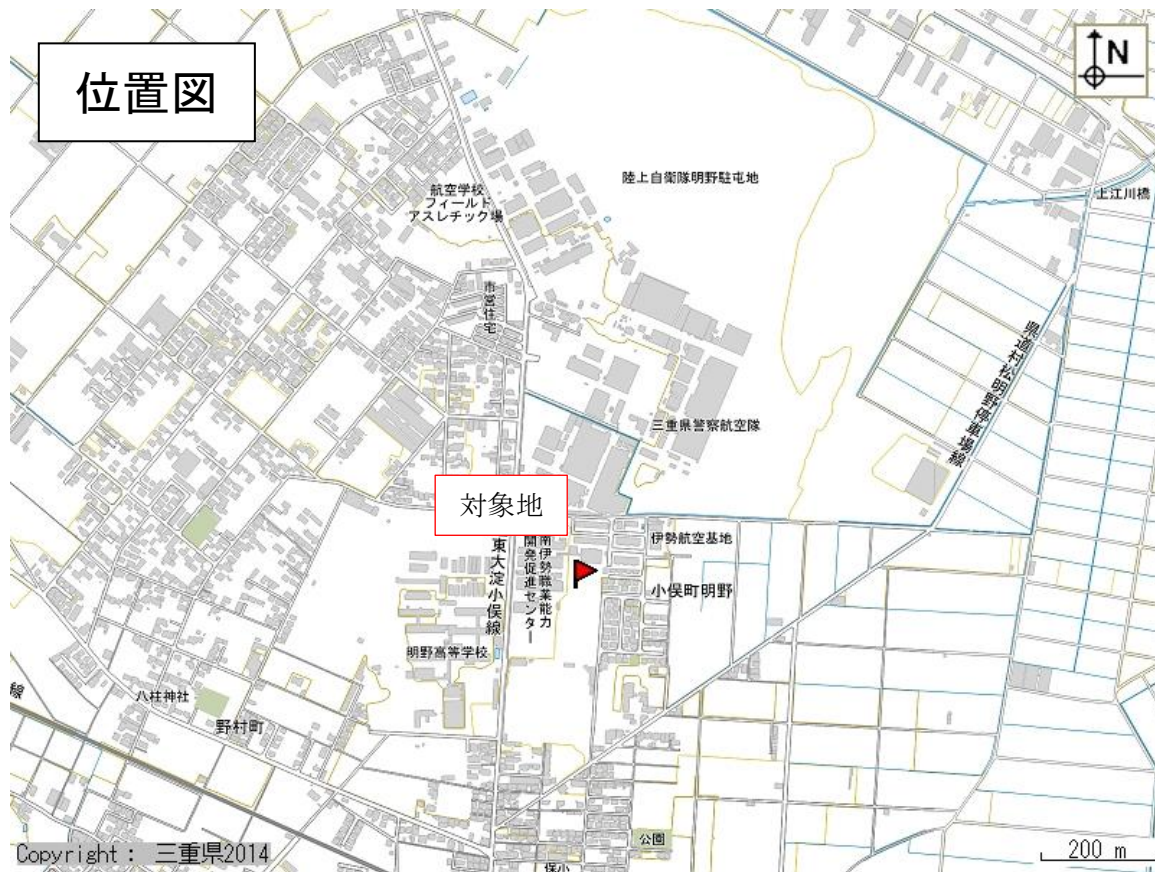 位置図
N
陸上自衛隊明野駐屯地
航空学校
フィールド
アスレチック場
上江川橋
市営住宅
県道村松明野停車場線
三重県警察航空隊
対象地
東大淀小俣線
南伊勢職業能力
開発促進センター
伊勢航空基地
小俣町明野
明野高等学校
八柱神社
野村町
線
公園
保小
Copyright : 三重県2014
200 m